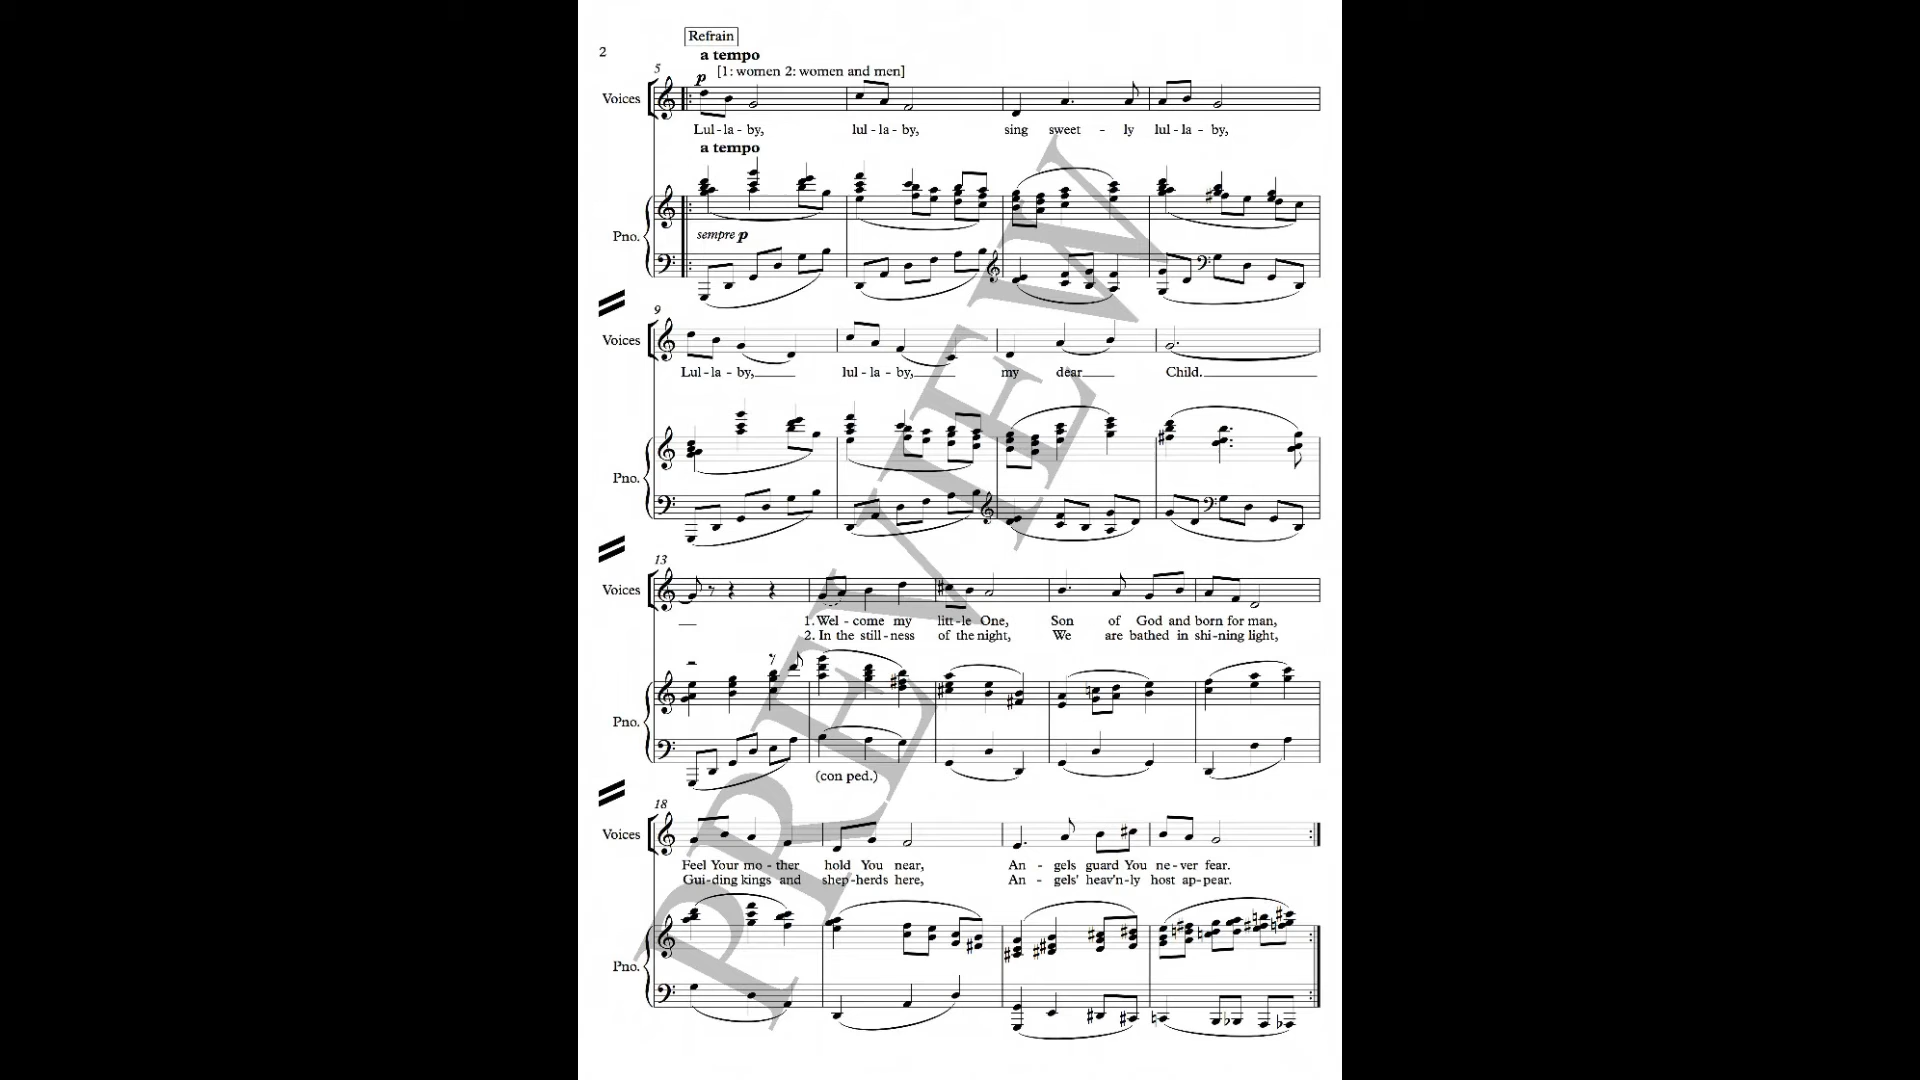 Refrain
2
a tempo
5
p [1: women 2: women and men]
Voices
Lul - la - by, lul - la - by, sing sweet - ly lul - la - by,
a tempo
Pno.
sempre p
9
Voices
Lul - la - by, lul - la - by, my dear Child.
Pno.
13
Voices
1. Wel - come my lit - tle One, Son of God and born for man,
2. In the still - ness of the night, We are bathed in shi - ning light,
Pno.
(con ped.)
18
Voices
Feel Your mo - ther hold You near, An - gels guard You ne - ver fear.
Gui - ding kings and shep - herds here, An - gels' heav'n - ly host ap - pear.
Pno.
PREVIEW